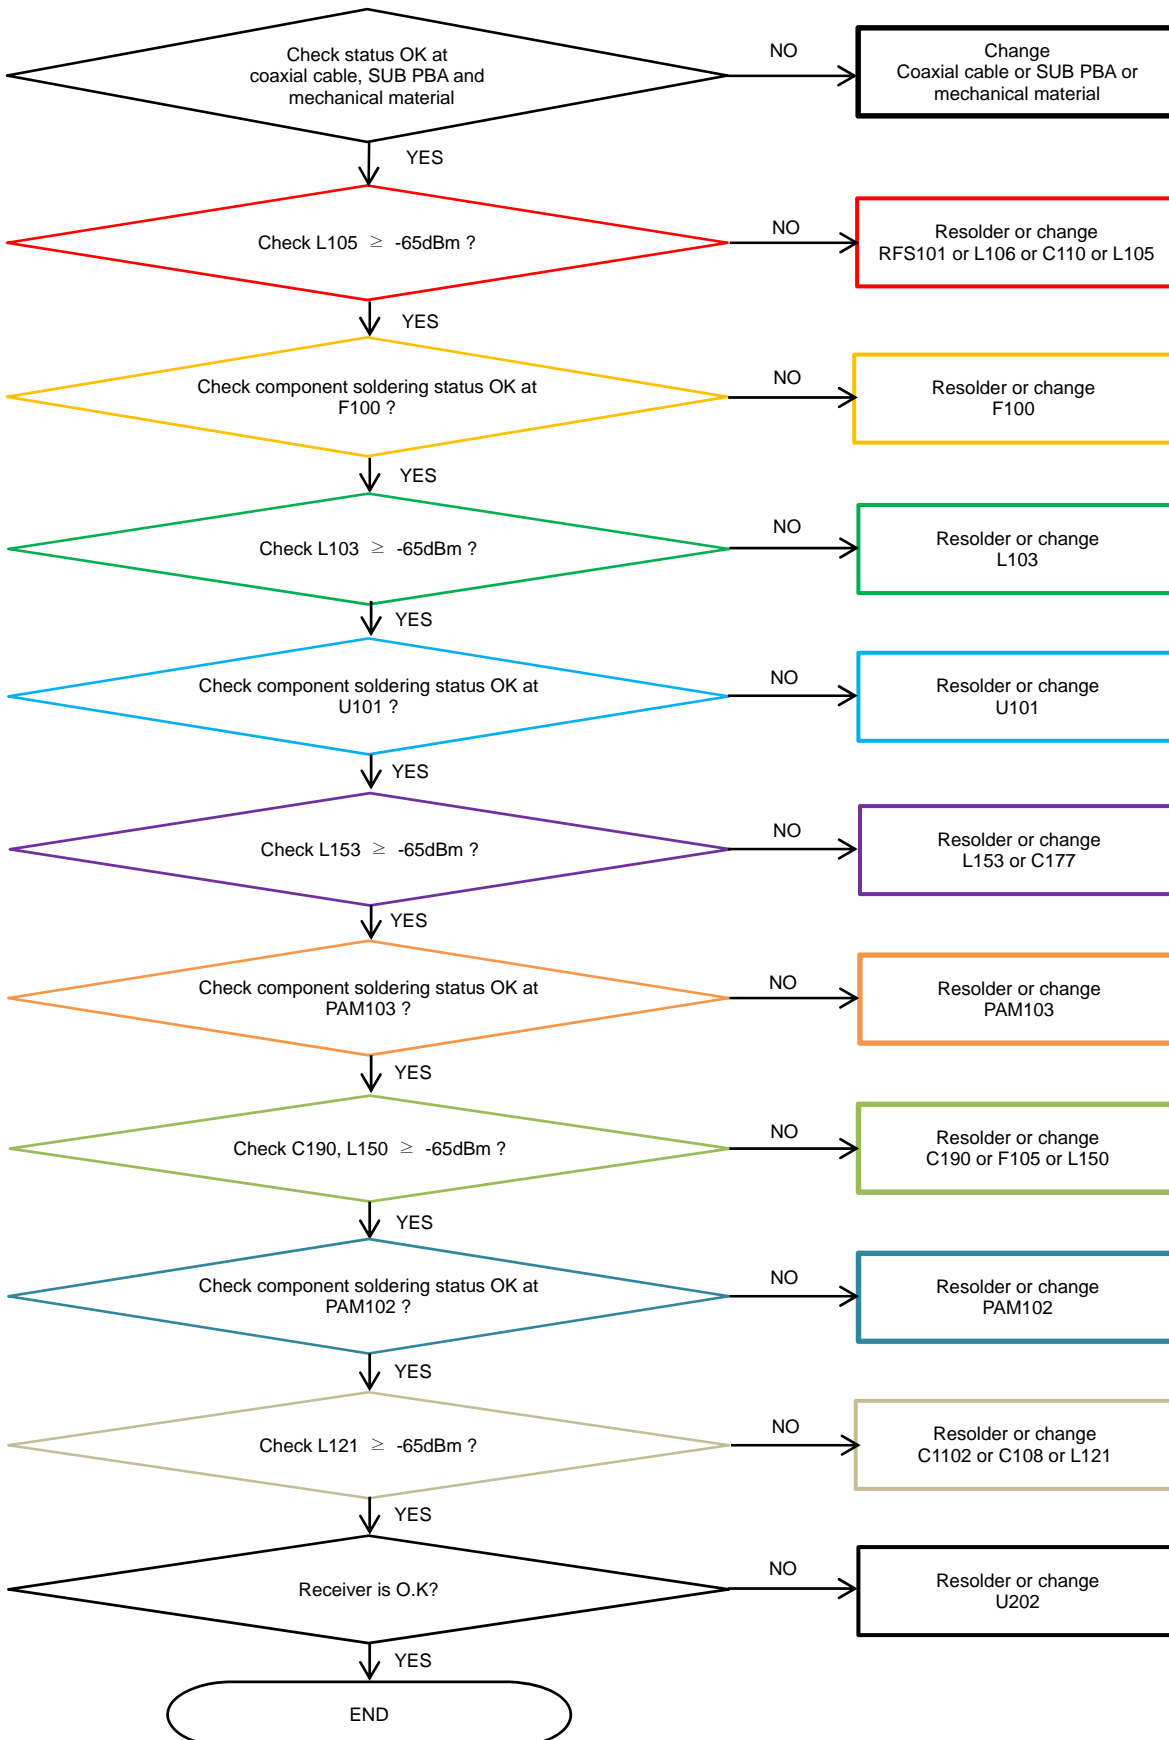 Check status OK at
coaxial cable, SUB PBA and
mechanical material
NO
Change
Coaxial cable or SUB PBA or
mechanical material
YES
Check L105 ≥ -65dBm ?
NO
Resolder or change
RFS101 or L106 or C110 or L105
YES
Check component soldering status OK at
F100 ?
NO
Resolder or change
F100
YES
Check L103 ≥ -65dBm ?
NO
Resolder or change
L103
YES
Check component soldering status OK at
U101 ?
NO
Resolder or change
U101
YES
Check L153 ≥ -65dBm ?
NO
Resolder or change
L153 or C177
YES
Check component soldering status OK at
PAM103 ?
NO
Resolder or change
PAM103
YES
Check C190, L150 ≥ -65dBm ?
NO
Resolder or change
C190 or F105 or L150
YES
Check component soldering status OK at
PAM102 ?
NO
Resolder or change
PAM102
YES
Check L121 ≥ -65dBm ?
NO
Resolder or change
C1102 or C108 or L121
YES
Receiver is O.K?
NO
Resolder or change
U202
YES
END